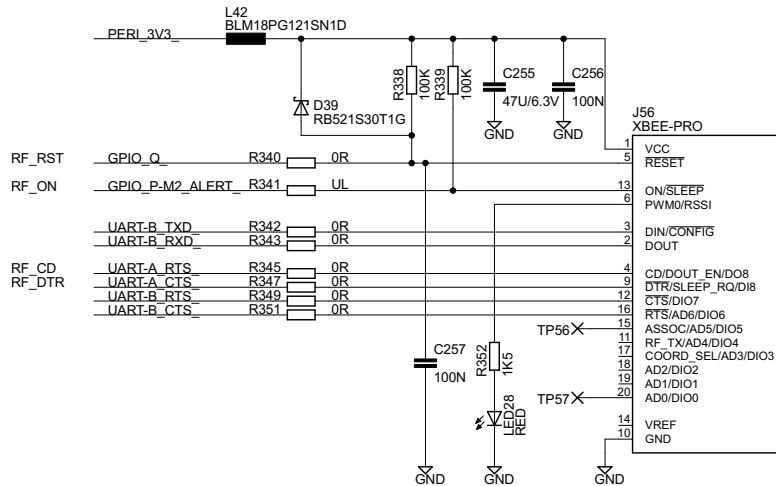 L42
BLM18PG121SN1D
PERI_3V3_
R338
100K
R339
100K
C255
47U/6.3V
C256
100N
D39
RB521S30T1G
GND
GND
J56
XBEE-PRO
1 VCC
RF_RST GPIO_Q_ R340 0R 5 RESET
RF_ON GPIO_P-M2_ALERT_ R341 UL 13 ON/SLEEP
6 PWM0/RSSI
UART-B_TXD_ R342 0R 3 DIN/CONFIG
UART-B_RXD_ R343 0R 2 DOUT
RF_CD UART-A_RTS_ R345 0R 4 CD/DOUT_EN/DO8
RF_DTR UART-A_CTS_ R347 0R 9 DTR/SLEEP_RQ/DI8
UART-B_RTS_ R349 0R 12 CTS/DIO7
UART-B_CTS_ R351 0R 16 RTS/AD6/DIO6
TP56 15 ASSOC/AD5/DIO5
11 RF_TX/AD4/DIO4
17 COORD_SEL/AD3/DIO3
18 AD2/DIO2
19 AD1/DIO1
TP57 20 AD0/DIO0
C257
100N
R352
1K5
LED28
RED
14 VREF
10 GND
GND
GND
GND